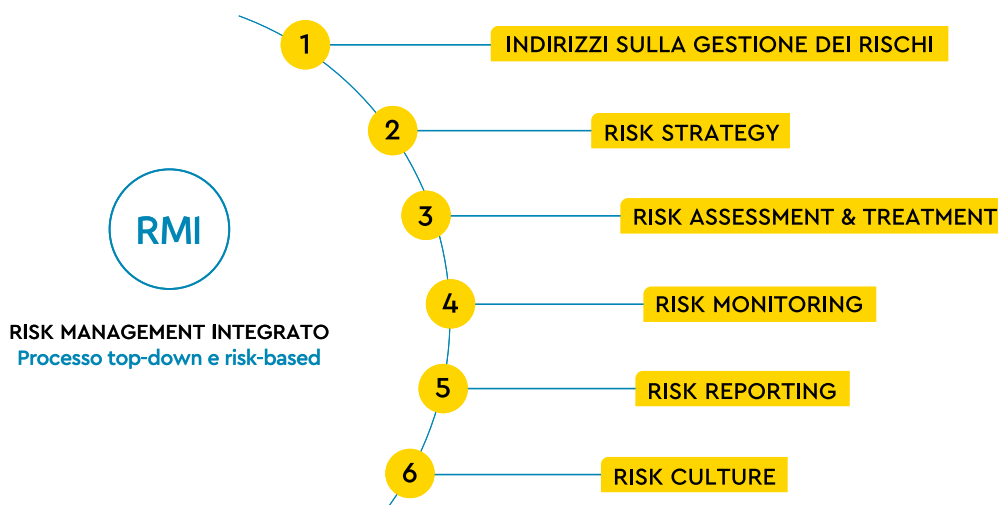 1
INDIRIZZI SULLA GESTIONE DEI RISCHI
2
RISK STRATEGY
3
RISK ASSESSMENT & TREATMENT
RMI
4
RISK MONITORING
RISK MANAGEMENT INTEGRATO
Processo top-down e risk-based
5
RISK REPORTING
6
RISK CULTURE